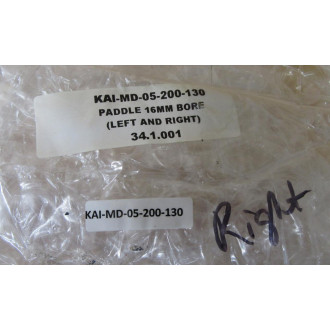 KAI-MD-05-200-130
PADDLE 16MM BORE
(LEFT AND RIGHT)
34.1.001
KAI-MD-05-200-130
Right